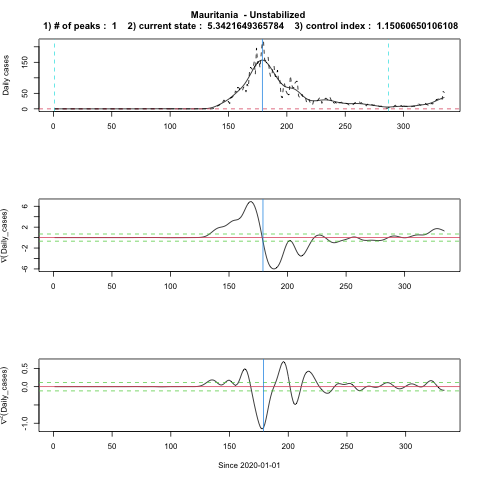 Mauritania - Unstabilized
1) # of peaks : 1 2) current state : 5.3421649365784 3) control index : 1.15060650106108
Daily cases
150
50
0
0 50 100 150 200 250 300
∇(Daily_cases)
6
2
-2
-6
0 50 100 150 200 250 300
∇²(Daily_cases)
0.5
0.0
-1.0
0 50 100 150 200 250 300
Since 2020-01-01